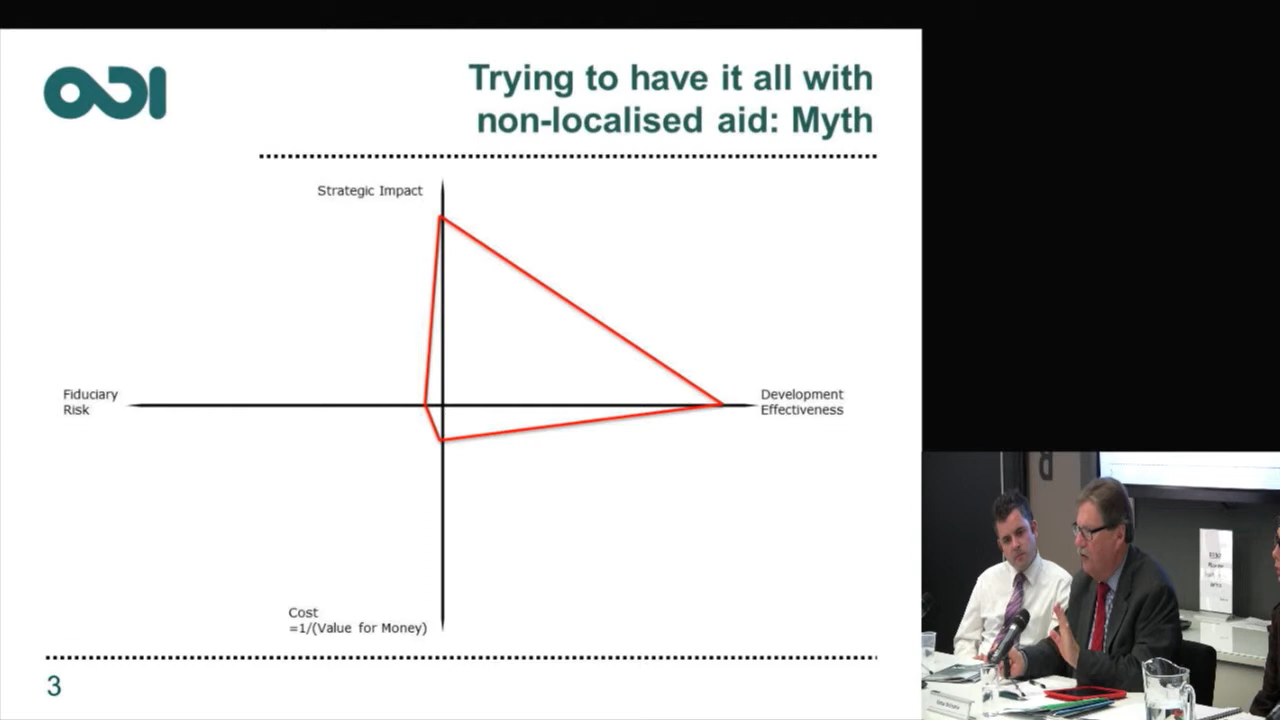 ODI
Trying to have it all with
non-localised aid: Myth
Strategic Impact
Fiduciary
Risk
Development
Effectiveness
Cost
=1/(Value for Money)
3